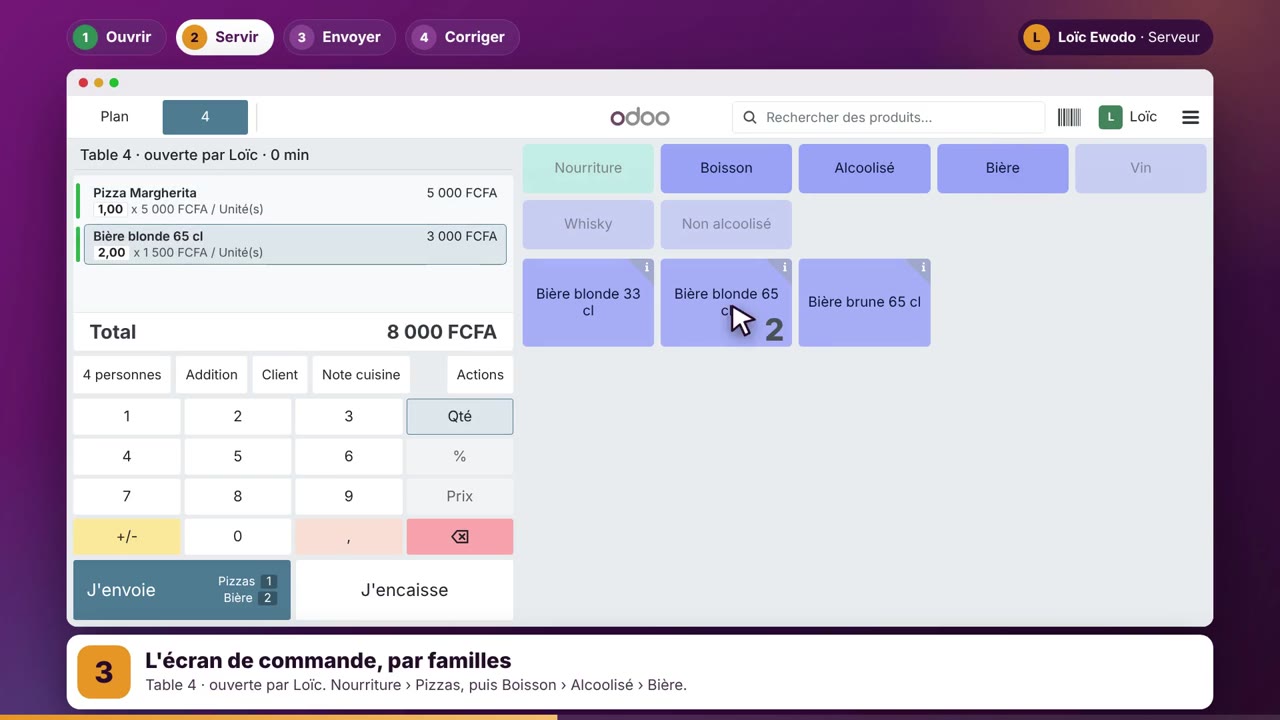 1 Ouvrir
2 Servir
3 Envoyer
4 Corriger
L Loïc Ewodo · Serveur
Plan
4
odoo
Rechercher des produits...
L Loïc
Table 4 · ouverte par Loïc · 0 min
Pizza Margherita 5 000 FCFA
1,00 x 5 000 FCFA / Unité(s)
Bière blonde 65 cl 3 000 FCFA
2,00 x 1 500 FCFA / Unité(s)
Total 8 000 FCFA
4 personnes
Addition
Client
Note cuisine
Actions
1 2 3 Qté
4 5 6 %
7 8 9 Prix
+/- 0 ,
J'envoie
Pizzas 1
Bière 2
J'encaisse
Nourriture
Boisson
Alcoolisé
Bière
Vin
Whisky
Non alcoolisé
Bière blonde 33
cl
i
Bière blonde 65
i
2
Bière brune 65 cl
i
3
L'écran de commande, par familles
Table 4 · ouverte par Loïc. Nourriture › Pizzas, puis Boisson › Alcoolisé › Bière.